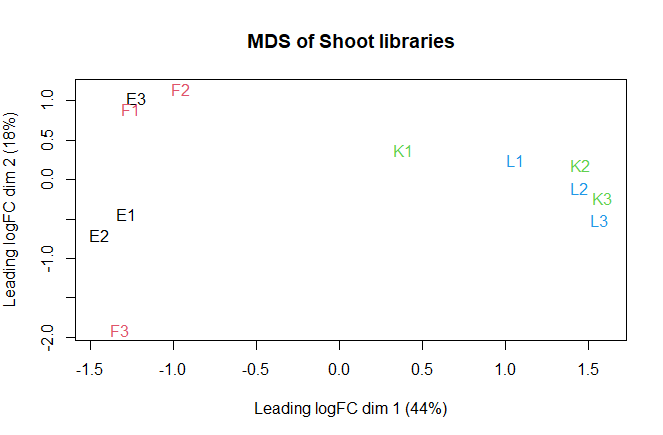 MDS of Shoot libraries
Leading logFC dim 2 (18%)
1.0
0.5
0.0
-1.0
-2.0
E3
F2
F1
K1
L1
K2
L2
K3
E1
L3
E2
F3
-1.5 -1.0 -0.5 0.0 0.5 1.0 1.5
Leading logFC dim 1 (44%)